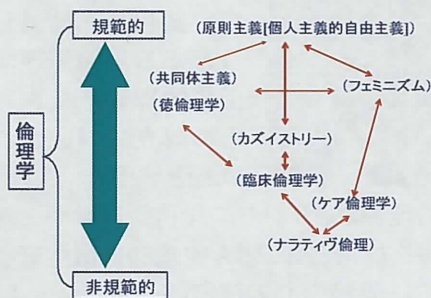 規範的
(原則主義[個人主義的自由主義])
(共同体主義)
(フェミニズム)
(徳倫理学)
倫理学
(カズイストリー)
(臨床倫理学)
(ケア倫理学)
(ナラティヴ倫理)
非規範的